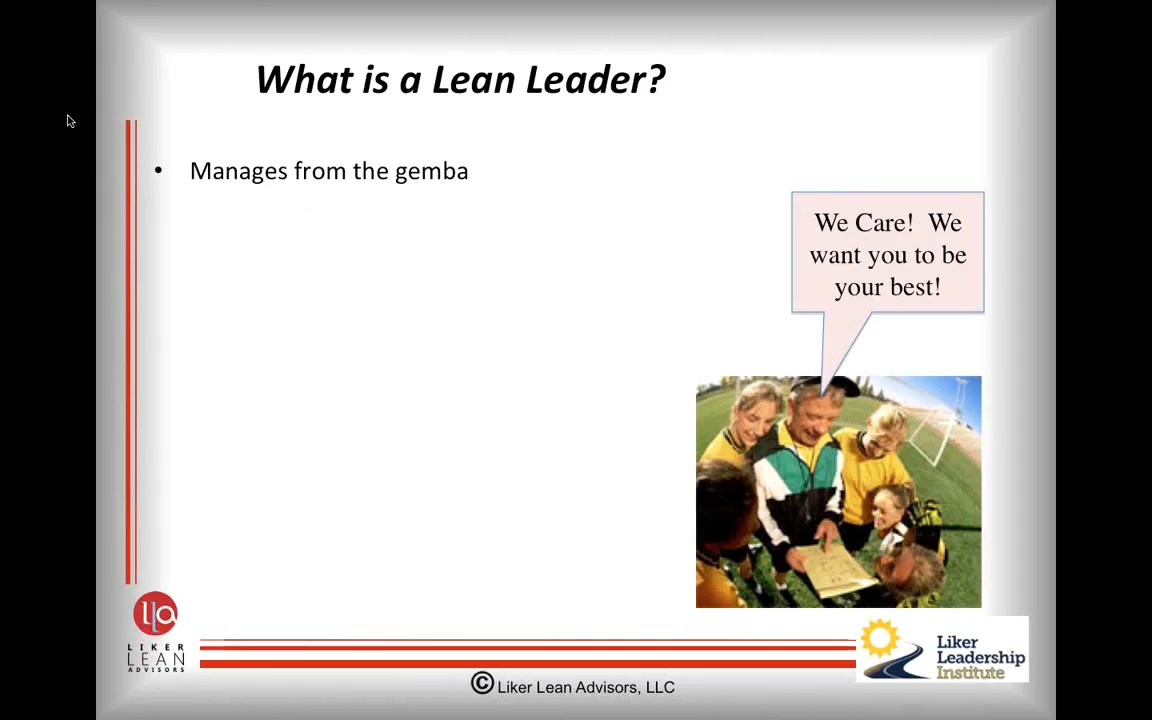 What is a Lean Leader?
• Manages from the gemba
We Care!  We
want you to be
your best!
lla
LIKER
LEAN
ADVISORS
© Liker Lean Advisors, LLC
Liker
Leadership
Institute